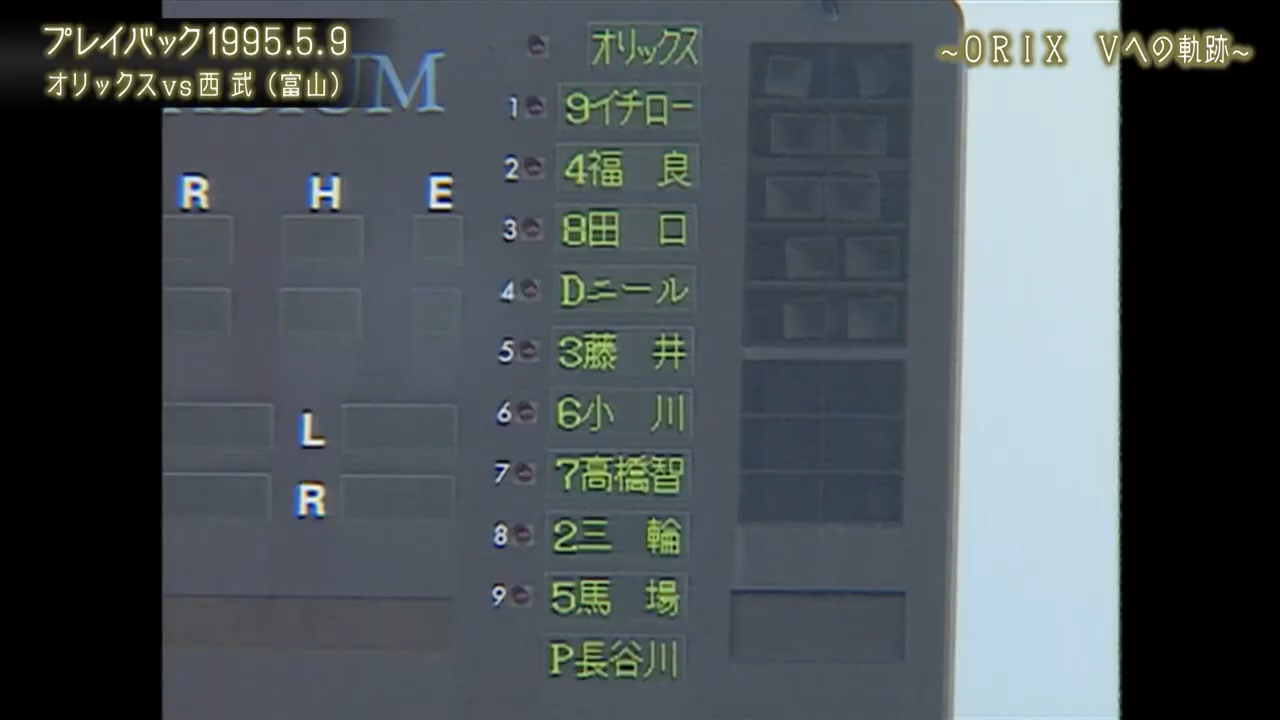 プレイバック1995.5.9
オリックスvs西 武（富山）
~ORIX Vへの軌跡~
UM
R H E
L
R
オリックス
1 9イチロー
2 4福 良
3 8田 口
4 Dニール
5 3藤 井
6 6小 川
7 7高橋智
8 2三 輪
9 5馬 場
P長谷川